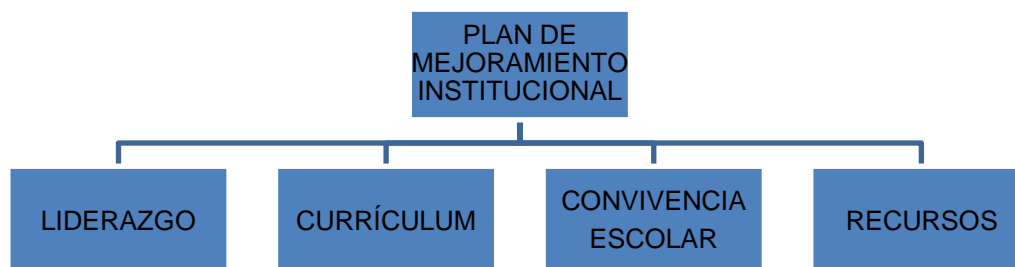 PLAN DE
MEJORAMIENTO
INSTITUCIONAL
LIDERAZGO
CURRÍCULUM
CONVIVENCIA
ESCOLAR
RECURSOS